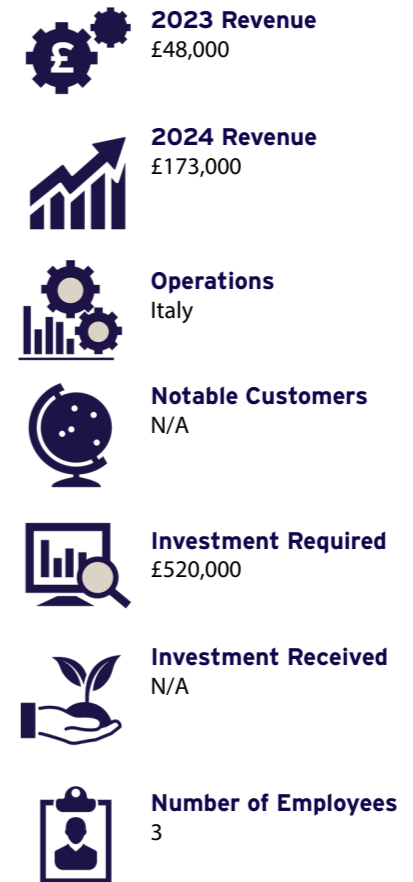 £
2023 Revenue
£48,000
2024 Revenue
£173,000
Operations
Italy
Notable Customers
N/A
Investment Required
£520,000
Investment Received
N/A
Number of Employees
3